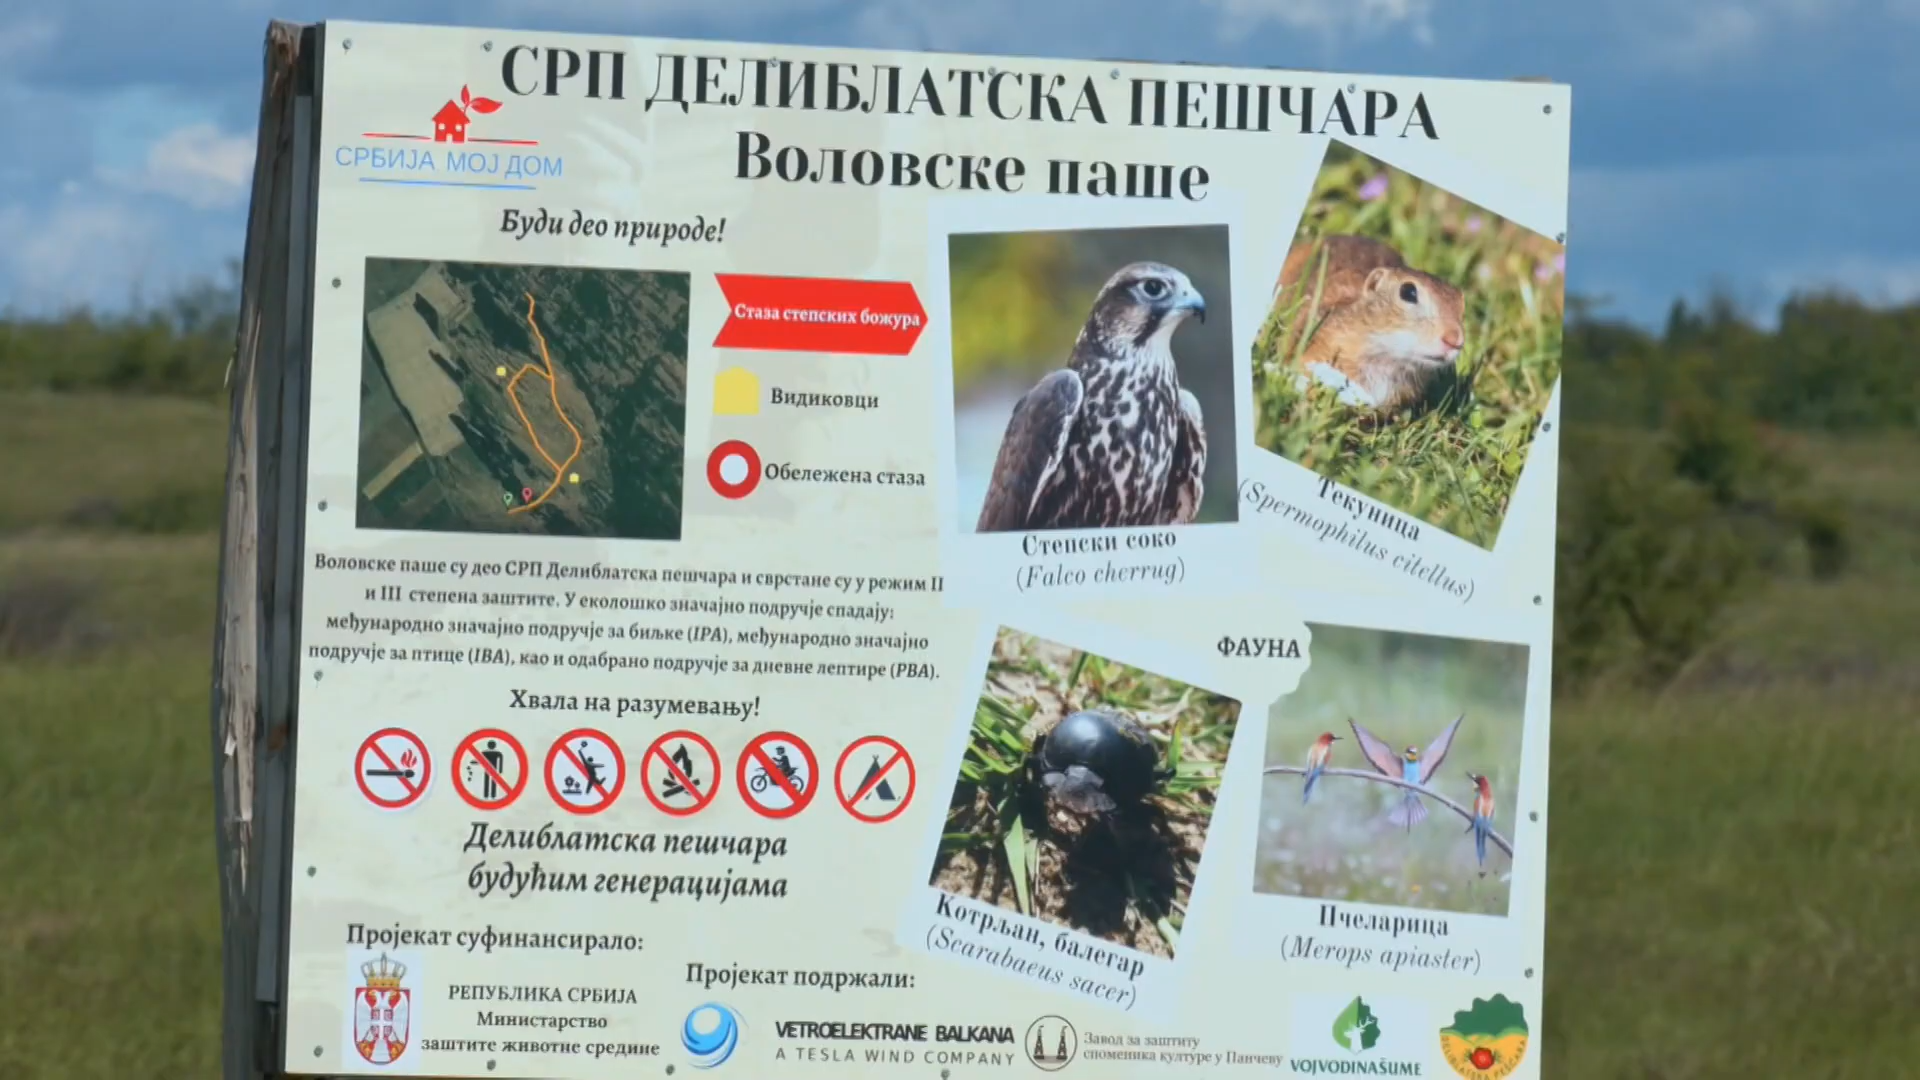 СРП ДЕЛИБЛАТСКА ПЕШЧАРА
Воловске паше
СРБИЈА МОЈ ДОМ
Буди део природе!
Стаза степских божура
Видиковци
Обележена стаза
Воловске паше су део СРП Делиблатска пешчара и сврстане су у режим II
и III степена заштите. У еколошко значајно подручје спадају:
међународно значајно подручје за биљке (IPA), међународно значајно
подручје за птице (IBA), као и одабрано подручје за дневне лептире (PBA).
Хвала на разумевању!
Делиблатска пешчара
будућим генерацијама
Степски соко
(Falco cherrug)
Текуница
(Spermophilus citellus)
ФАУНА
Котрљан, балегар
(Scarabaeus sacer)
Пчеларица
(Merops apiaster)
Пројекат суфинансирало:
РЕПУБЛИКА СРБИЈА
Министарство
заштите животне средине
Пројекат подржали:
VETROELEKTRANE BALKANA
A TESLA WIND COMPANY
Завод за заштиту
споменика културе у Панчеву
VOJVODINAŠUME
DELIBLATSKA PEŠČARA